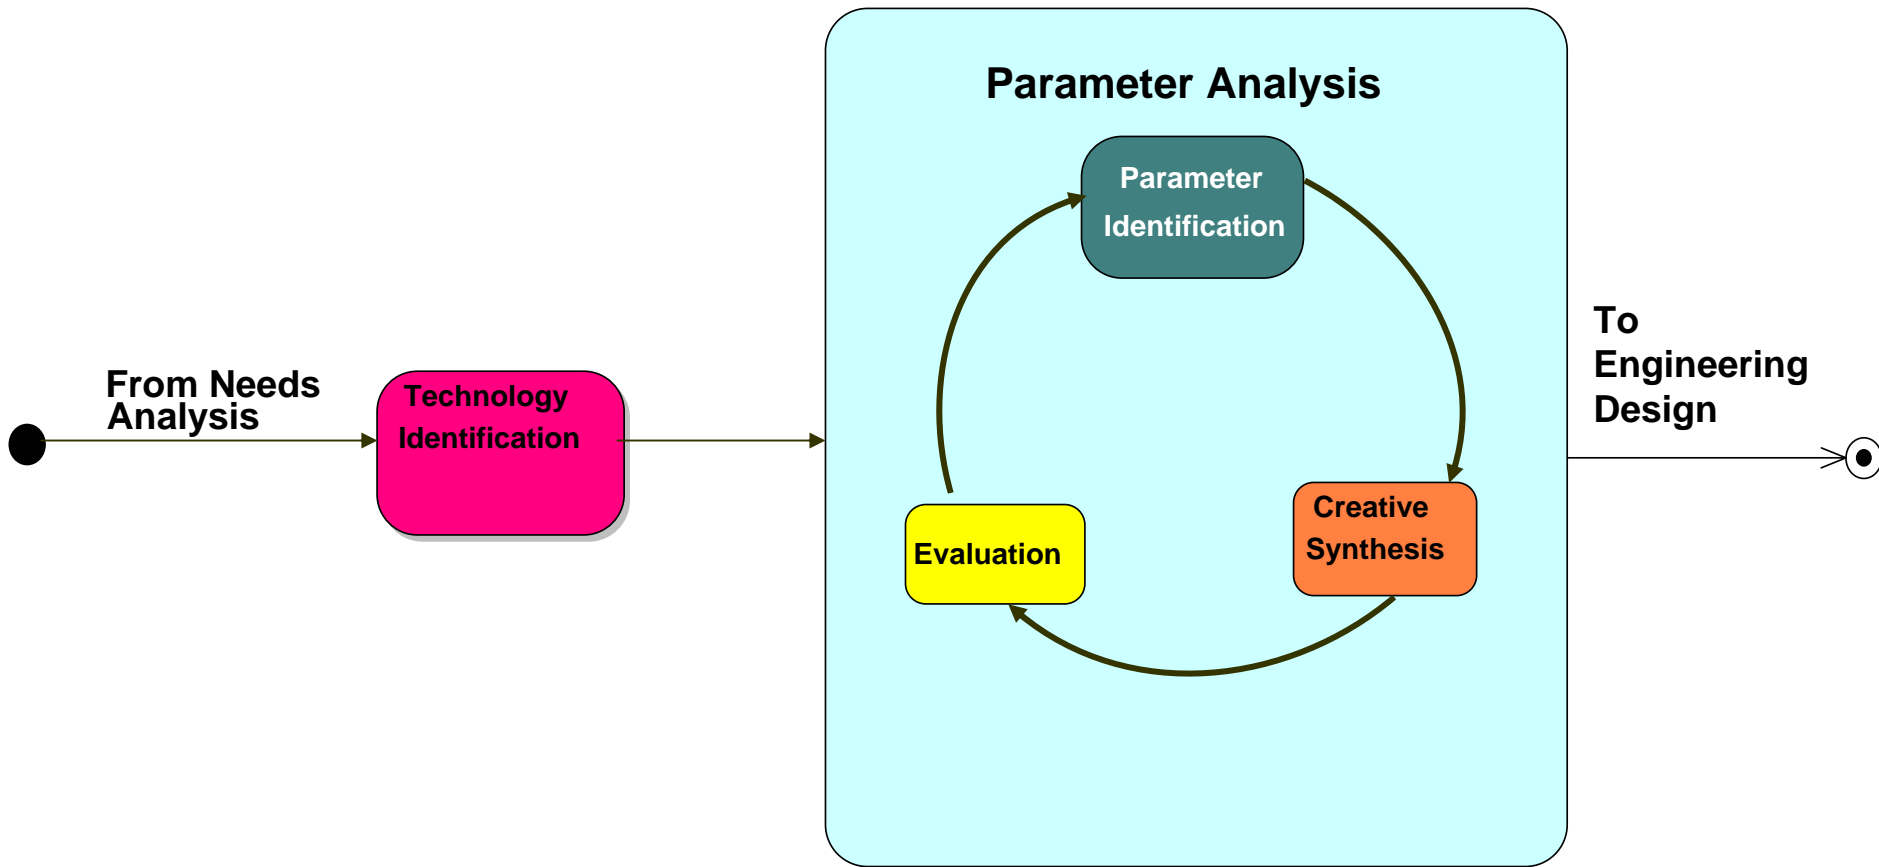 From Needs
Analysis
Technology
Identification
Parameter Analysis
Parameter
Identification
Creative
Synthesis
Evaluation
To
Engineering
Design